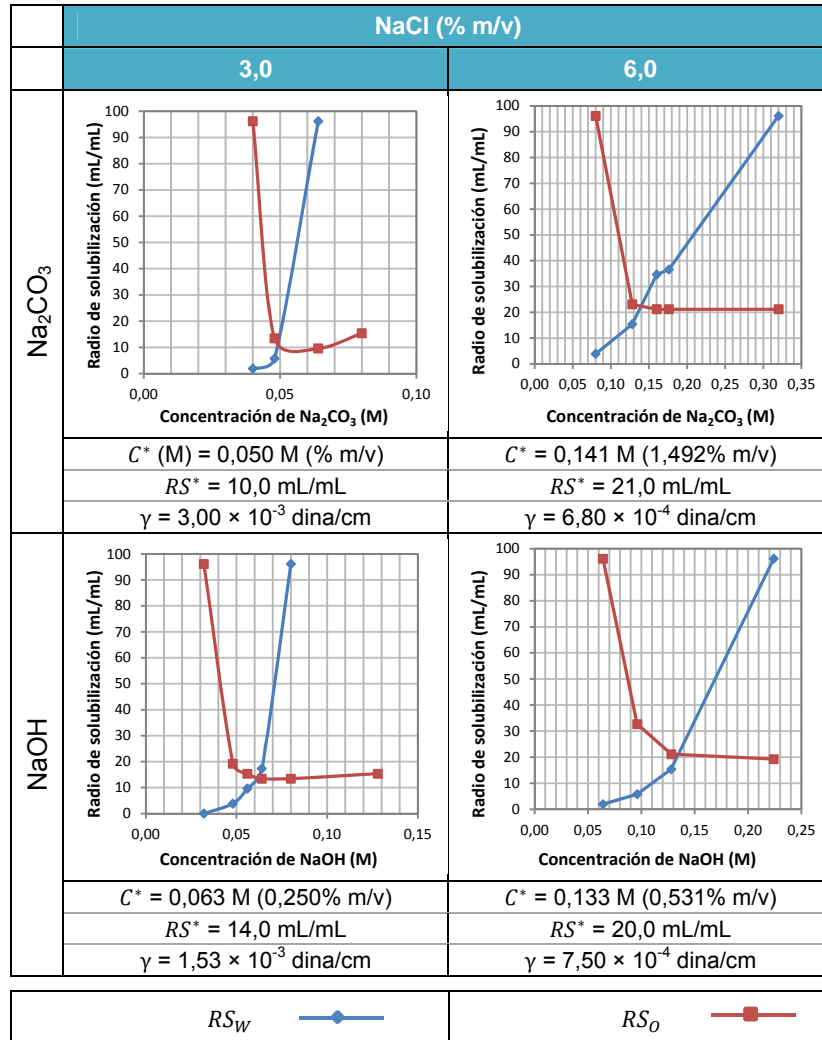 NaCl (% m/v)
3,0
6,0
Na₂CO₃
Radio de solubilización (mL/mL)
100
90
80
70
60
50
40
30
20
10
0
0,00 0,05 0,10
Concentración de Na₂CO₃ (M)
Radio de solubilización (mL/mL)
100
90
80
70
60
50
40
30
20
10
0
0,00 0,05 0,10 0,15 0,20 0,25 0,30 0,35
Concentración de Na₂CO₃ (M)
C* (M) = 0,050 M (% m/v)
C* = 0,141 M (1,492% m/v)
RS* = 10,0 mL/mL
RS* = 21,0 mL/mL
γ = 3,00 × 10⁻³ dina/cm
γ = 6,80 × 10⁻⁴ dina/cm
NaOH
Radio de solubilización (mL/mL)
100
90
80
70
60
50
40
30
20
10
0
0,00 0,05 0,10 0,15
Concentración de NaOH (M)
Radio de solubilización (mL/mL)
100
90
80
70
60
50
40
30
20
10
0
0,00 0,05 0,10 0,15 0,20 0,25
Concentración de NaOH (M)
C* = 0,063 M (0,250% m/v)
C* = 0,133 M (0,531% m/v)
RS* = 14,0 mL/mL
RS* = 20,0 mL/mL
γ = 1,53 × 10⁻³ dina/cm
γ = 7,50 × 10⁻⁴ dina/cm
RS_W
RS_O